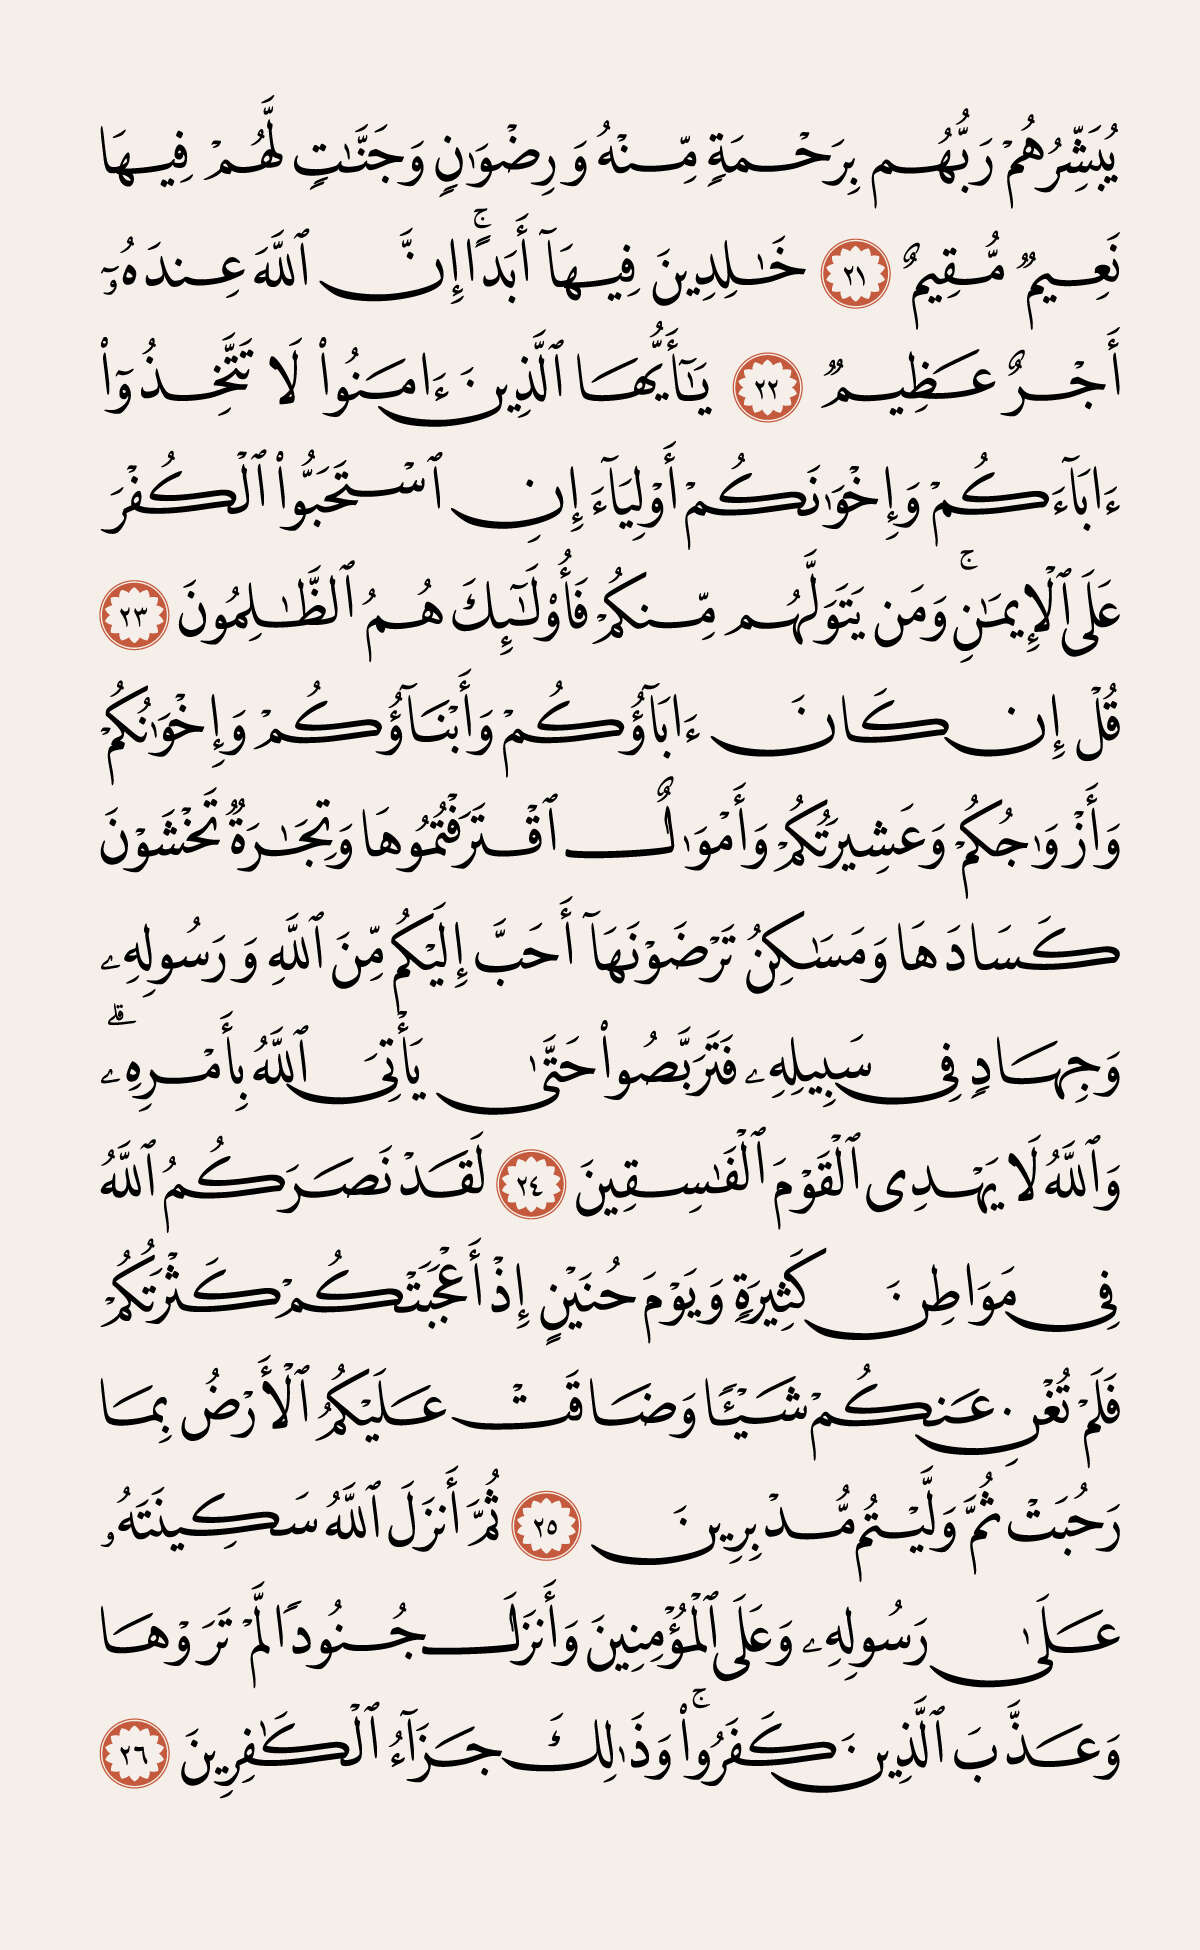 يُبَشِّرُهُمْ رَبُّهُم بِرَحْمَةٍ مِّنْهُ وَرِضْوَٰنٍ وَجَنَّـٰتٍ لَّهُمْ فِيهَا
نَعِيمٌ مُّقِيمٌ ٢١ خَـٰلِدِينَ فِيهَآ أَبَدًا ۚ إِنَّ ٱللَّهَ عِندَهُۥٓ
أَجْرٌ عَظِيمٌ ٢٢ يَـٰٓأَيُّهَا ٱلَّذِينَ ءَامَنُوا۟ لَا تَتَّخِذُوٓا۟
ءَابَآءَكُمْ وَإِخْوَٰنَكُمْ أَوْلِيَآءَ إِنِ ٱسْتَحَبُّوا۟ ٱلْكُفْرَ
عَلَى ٱلْإِيمَـٰنِ ۚ وَمَن يَتَوَلَّهُم مِّنكُمْ فَأُو۟لَـٰٓئِكَ هُمُ ٱلظَّـٰلِمُونَ ٢٣
قُلْ إِن كَانَ ءَابَآؤُكُمْ وَأَبْنَآؤُكُمْ وَإِخْوَٰنُكُمْ
وَأَزْوَٰجُكُمْ وَعَشِيرَتُكُمْ وَأَمْوَٰلٌ ٱقْتَرَفْتُمُوهَا وَتِجَـٰرَةٌ تَخْشَوْنَ
كَسَادَهَا وَمَسَـٰكِنُ تَرْضَوْنَهَآ أَحَبَّ إِلَيْكُم مِّنَ ٱللَّهِ وَرَسُولِهِۦ
وَجِهَادٍ فِى سَبِيلِهِۦ فَتَرَبَّصُوا۟ حَتَّىٰ يَأْتِىَ ٱللَّهُ بِأَمْرِهِۦ ۗ
وَٱللَّهُ لَا يَهْدِى ٱلْقَوْمَ ٱلْفَـٰسِقِينَ ٢٤ لَقَدْ نَصَرَكُمُ ٱللَّهُ
فِى مَوَاطِنَ كَثِيرَةٍ وَيَوْمَ حُنَيْنٍ إِذْ أَعْجَبَتْكُمْ كَثْرَتُكُمْ
فَلَمْ تُغْنِ عَنكُمْ شَيْـًٔا وَضَاقَتْ عَلَيْكُمُ ٱلْأَرْضُ بِمَا
رَحُبَتْ ثُمَّ وَلَّيْتُم مُّدْبِرِينَ ٢٥ ثُمَّ أَنزَلَ ٱللَّهُ سَكِينَتَهُۥ
عَلَىٰ رَسُولِهِۦ وَعَلَى ٱلْمُؤْمِنِينَ وَأَنزَلَ جُنُودًا لَّمْ تَرَوْهَا
وَعَذَّبَ ٱلَّذِينَ كَفَرُوا۟ ۚ وَذَٰلِكَ جَزَآءُ ٱلْكَـٰفِرِينَ ٢٦